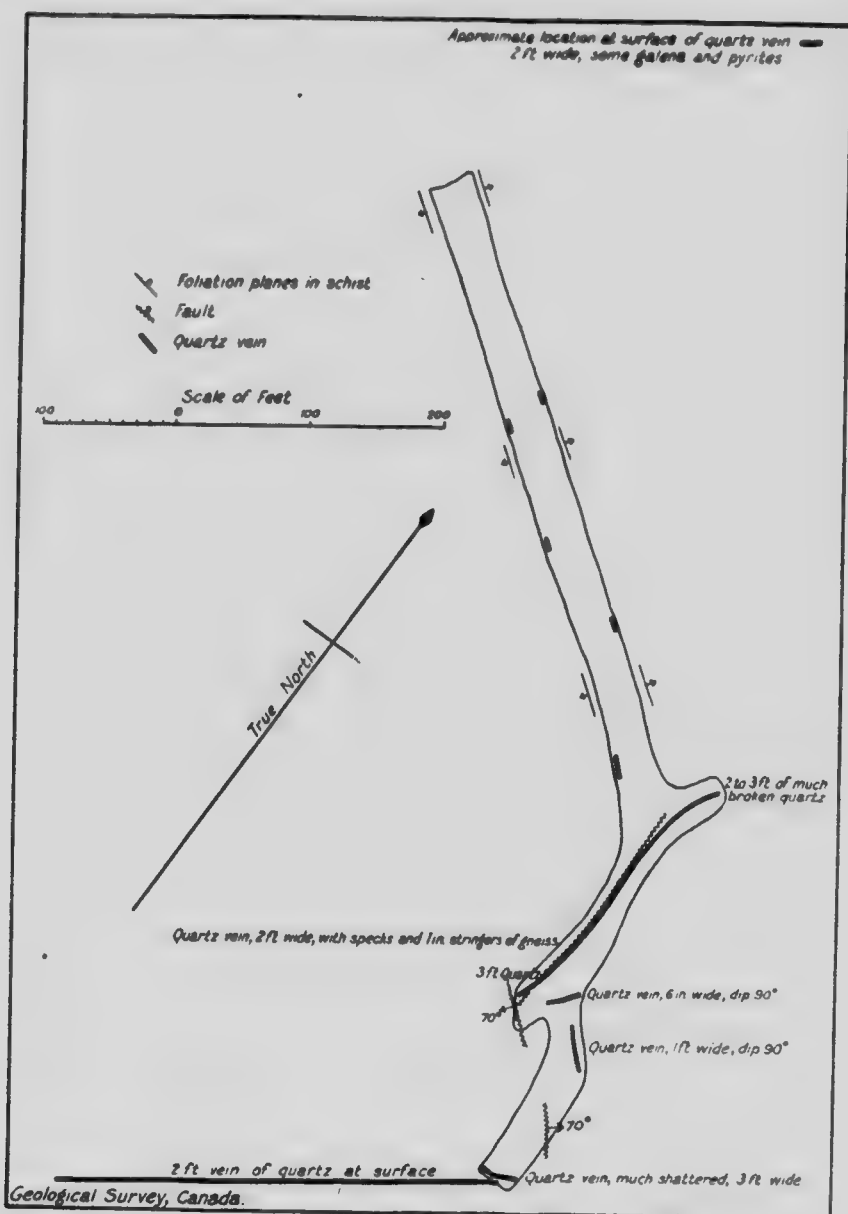 Approximate location at surface of quartz vein
2 ft wide, some galena and pyrites
Foliation planes in schist
Fault
Quartz vein
Scale of Feet
100 0 100 200
True North
2 to 3 ft of much
broken quartz
Quartz vein, 2 ft wide, with specks and 1 in. stringers of gneiss
3 ft Quartz
70°
Quartz vein, 6 in wide, dip 90°
Quartz vein, 1 ft wide, dip 90°
70°
2 ft vein of quartz at surface
Quartz vein, much shattered, 3 ft wide
Geological Survey, Canada.